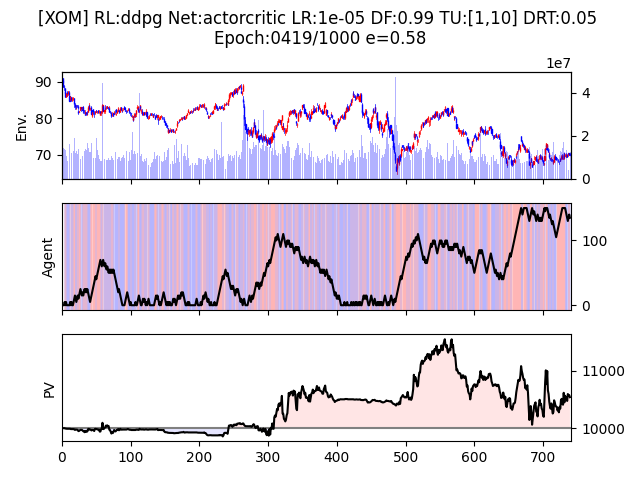 [XOM] RL:ddpg Net:actorcritic LR:1e-05 DF:0.99 TU:[1,10] DRT:0.05
Epoch:0419/1000 e=0.58
1e7
Env.
90
80
70
4
2
0
Agent
100
0
PV
11000
10000
0 100 200 300 400 500 600 700